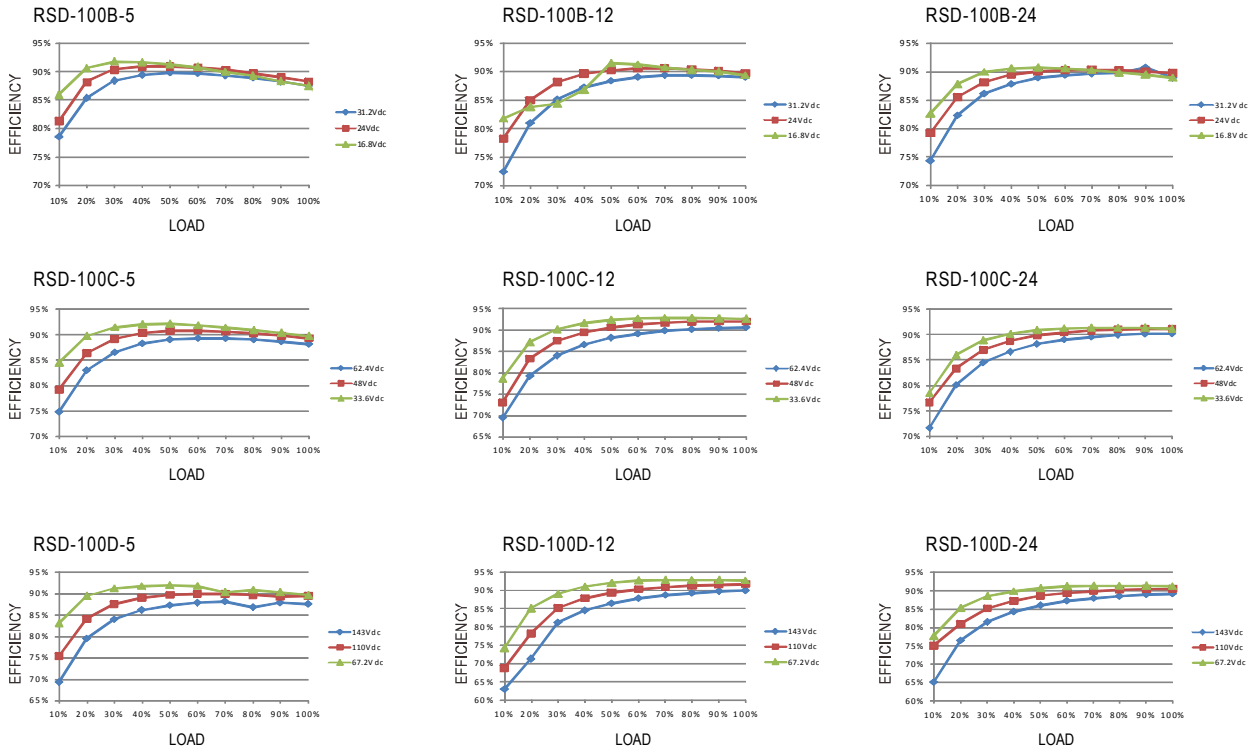 RSD-100B-5
EFFICIENCY
95%
90%
85%
80%
75%
70%
10% 20% 30% 40% 50% 60% 70% 80% 90% 100%
LOAD
31.2Vdc
24Vdc
16.8Vdc
RSD-100B-12
EFFICIENCY
95%
90%
85%
80%
75%
70%
10% 20% 30% 40% 50% 60% 70% 80% 90% 100%
LOAD
31.2Vdc
24Vdc
16.8Vdc
RSD-100B-24
EFFICIENCY
95%
90%
85%
80%
75%
70%
10% 20% 30% 40% 50% 60% 70% 80% 90% 100%
LOAD
31.2Vdc
24Vdc
16.8Vdc
RSD-100C-5
EFFICIENCY
95%
90%
85%
80%
75%
70%
10% 20% 30% 40% 50% 60% 70% 80% 90% 100%
LOAD
62.4Vdc
48Vdc
33.6Vdc
RSD-100C-12
EFFICIENCY
95%
90%
85%
80%
75%
70%
65%
10% 20% 30% 40% 50% 60% 70% 80% 90% 100%
LOAD
62.4Vdc
48Vdc
33.6Vdc
RSD-100C-24
EFFICIENCY
95%
90%
85%
80%
75%
70%
10% 20% 30% 40% 50% 60% 70% 80% 90% 100%
LOAD
62.4Vdc
48Vdc
33.6Vdc
RSD-100D-5
EFFICIENCY
95%
90%
85%
80%
75%
70%
65%
10% 20% 30% 40% 50% 60% 70% 80% 90% 100%
LOAD
143Vdc
110Vdc
67.2Vdc
RSD-100D-12
EFFICIENCY
95%
90%
85%
80%
75%
70%
65%
60%
10% 20% 30% 40% 50% 60% 70% 80% 90% 100%
LOAD
143Vdc
110Vdc
67.2Vdc
RSD-100D-24
EFFICIENCY
95%
90%
85%
80%
75%
70%
65%
60%
10% 20% 30% 40% 50% 60% 70% 80% 90% 100%
LOAD
143Vdc
110Vdc
67.2Vdc